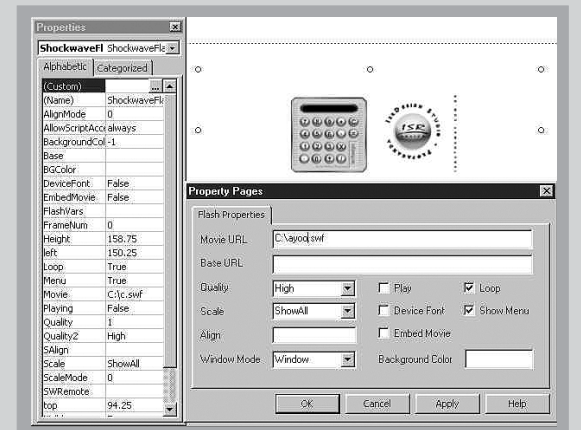 Properties
ShockwaveFl ShockwaveFla
Alphabetic Categorized
(Custom) ...
(Name) ShockwaveFla
AlignMode 0
AllowScriptAcce always
BackgroundCol -1
Base
BGColor
DeviceFont False
EmbedMovie False
FlashVars
FrameNum 0
Height 158.75
left 150.25
Loop True
Menu True
Movie C:\c.swf
Playing False
Quality 1
Quality2 High
SAlign
Scale ShowAll
ScaleMode 0
SWRemote
top 94.25
ISR
Property Pages
Flash Properties
Movie URL C:\ayoq.swf
Base URL
Quality High Play Loop
Scale ShowAll Device Font Show Menu
Align Embed Movie
Window Mode Window Background Color
OK Cancel Apply Help